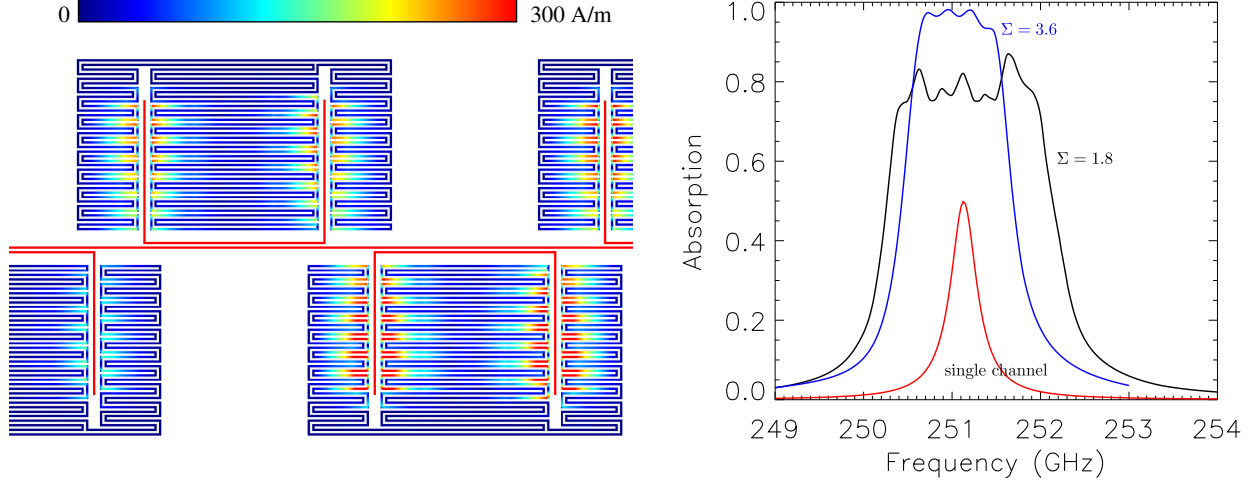 0
300 A/m
1.0
0.8
0.6
0.4
0.2
0.0
Absorption
Σ = 3.6
Σ = 1.8
single channel
249 250 251 252 253 254
Frequency (GHz)